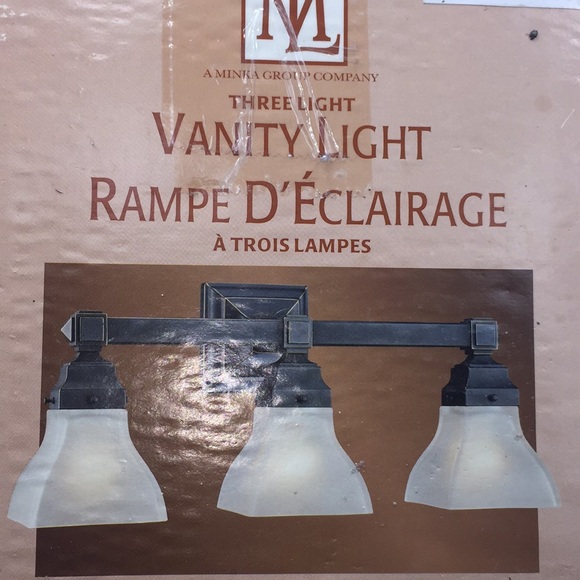 ML
A MINKA GROUP COMPANY
THREE LIGHT
VANITY LIGHT
RAMPE D'ÉCLAIRAGE
À TROIS LAMPES